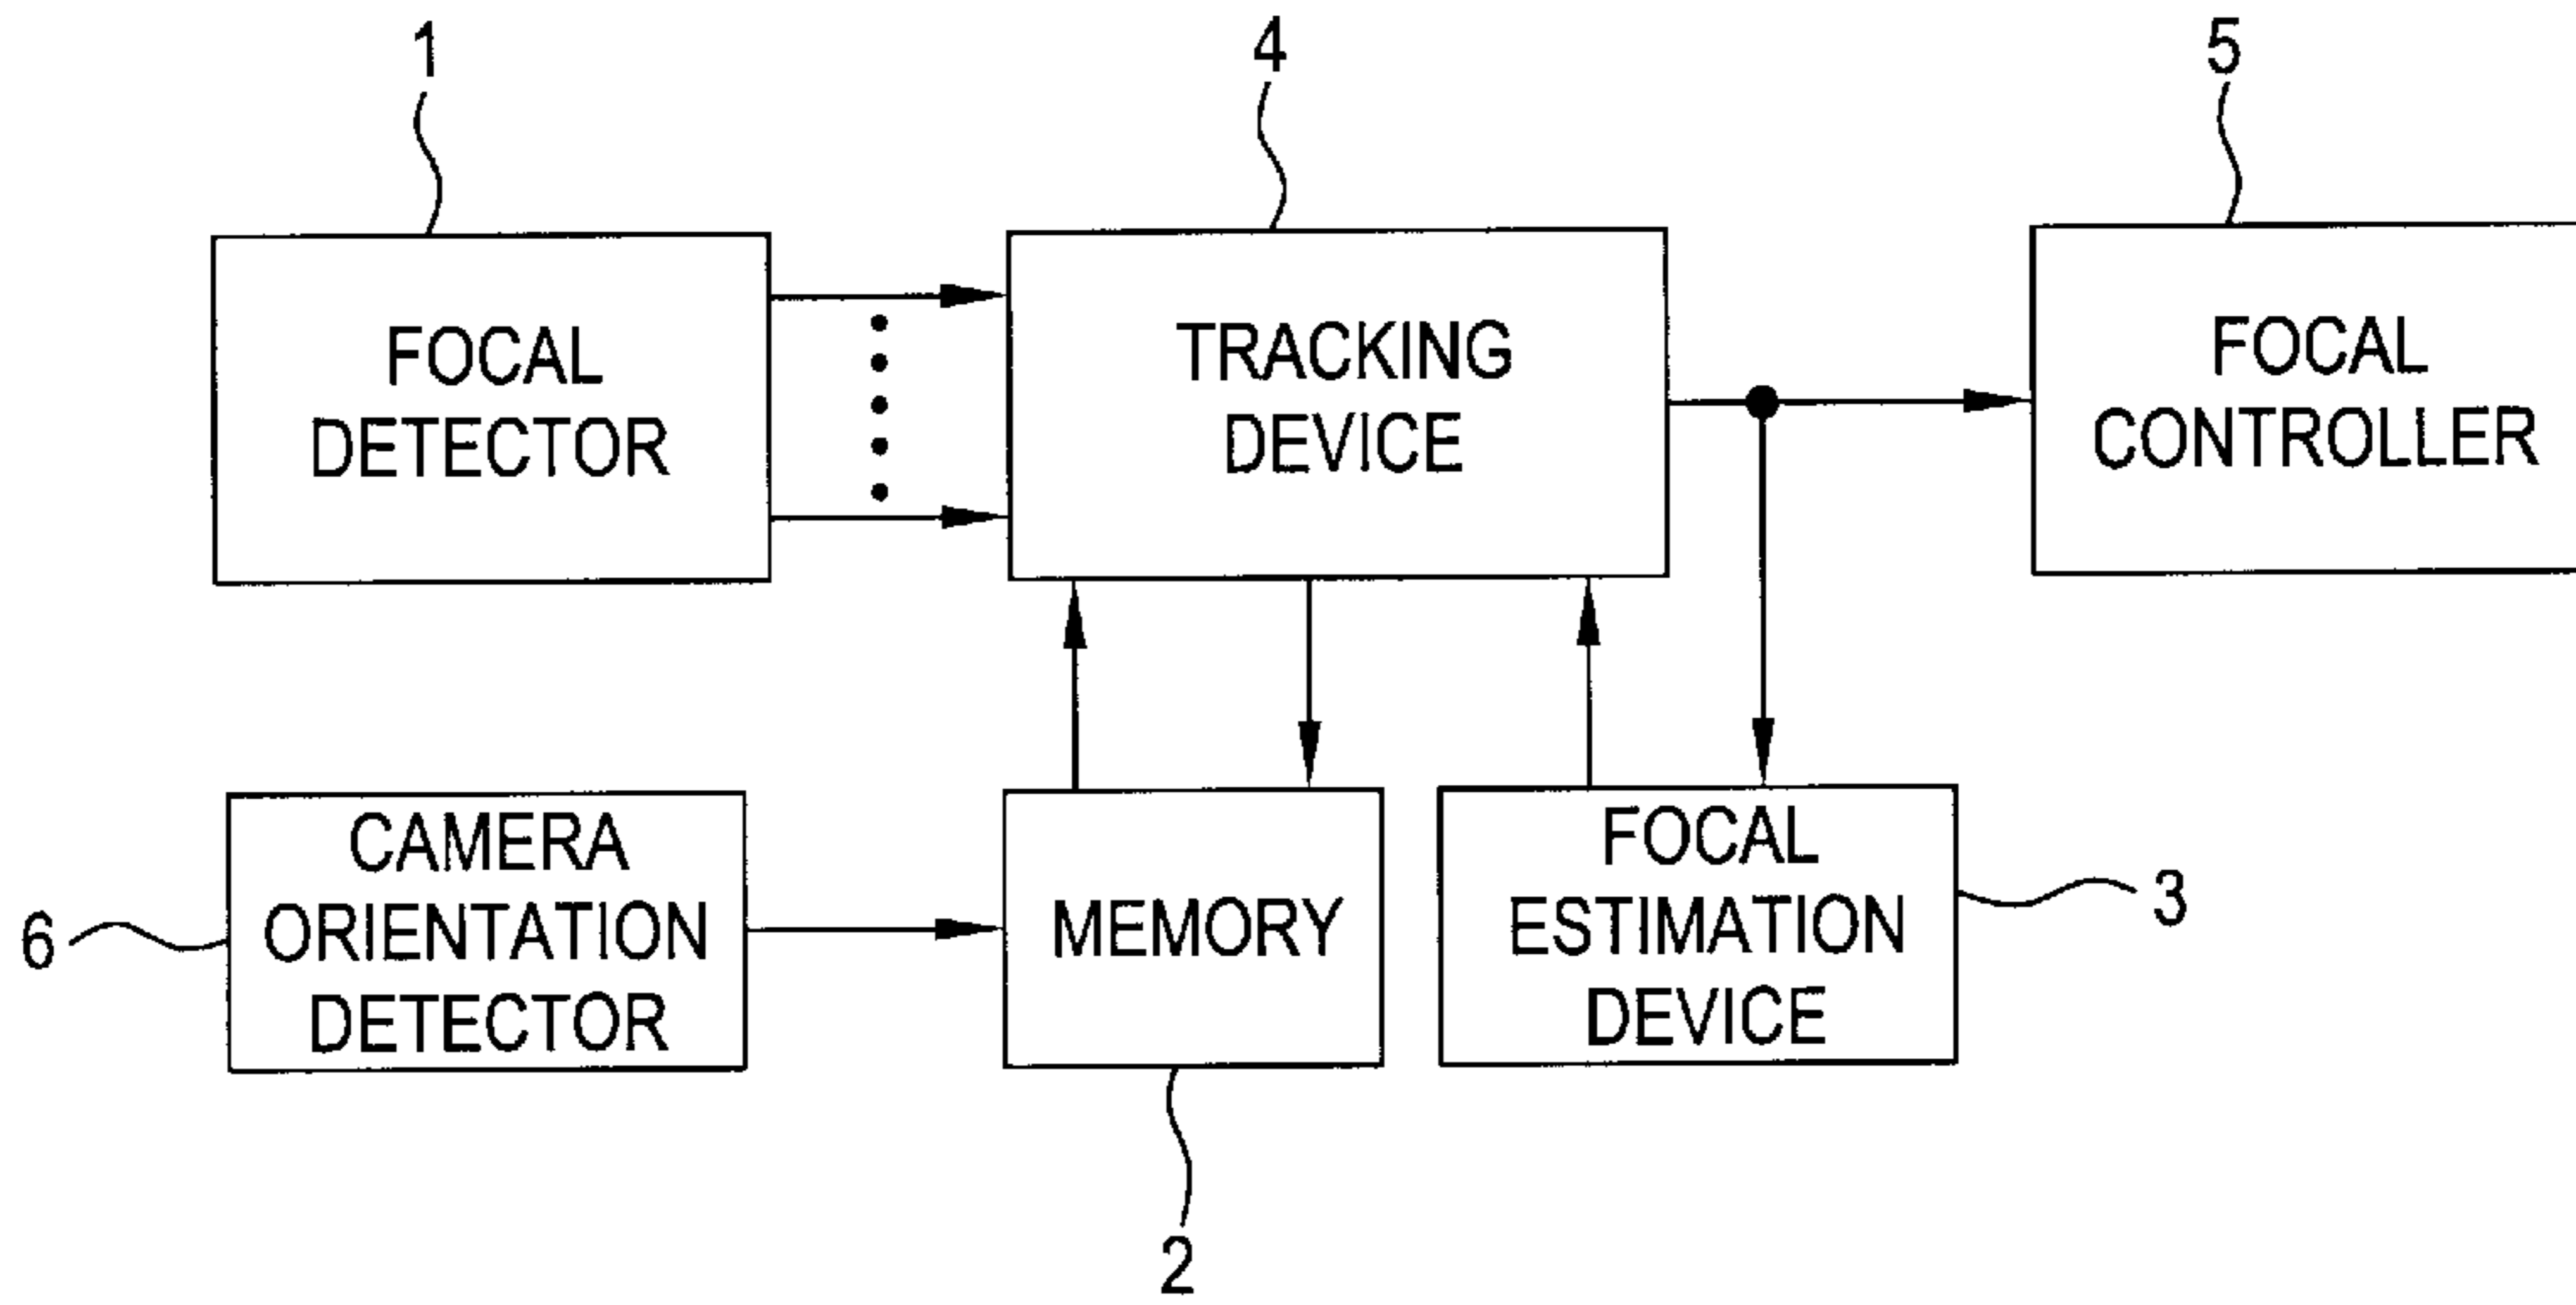 1
4
5
FOCAL
DETECTOR
TRACKING
DEVICE
FOCAL
CONTROLLER
CAMERA
ORIENTATION
DETECTOR
6
MEMORY
FOCAL
ESTIMATION
DEVICE
3
2